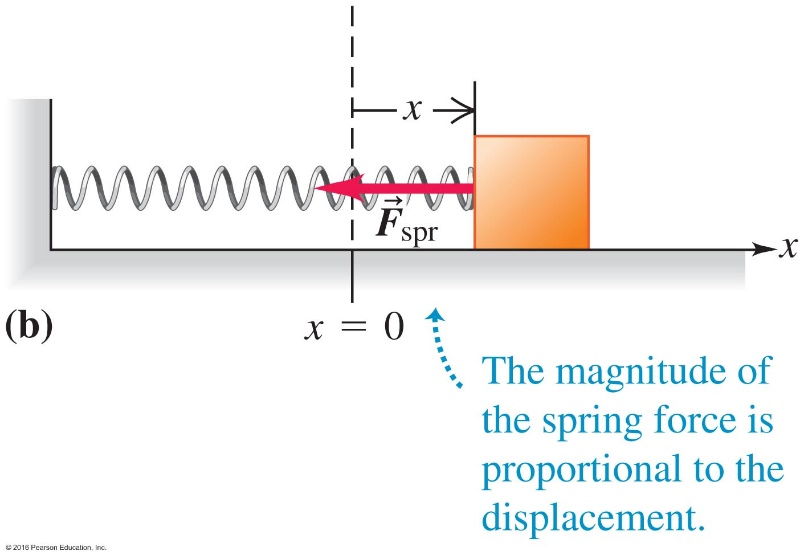 x
F⃗spr
x
(b)
x = 0
The magnitude of
the spring force is
proportional to the
displacement.
© 2016 Pearson Education, Inc.